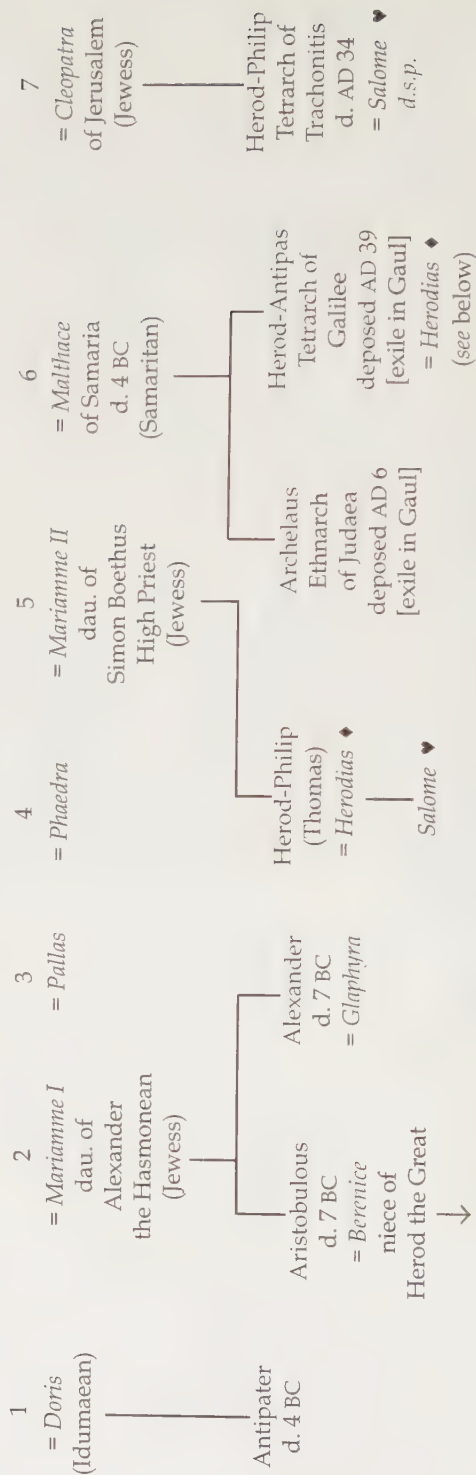 1
= Doris
(Idumaean)
Antipater
d. 4 BC
2
= Mariamme I
dau. of
Alexander
the Hasmonean
(Jewess)
Aristobulous
d. 7 BC
= Berenice
niece of
Herod the Great
Alexander
d. 7 BC
= Glaphyra
3
= Pallas
4
= Phaedra
5
= Mariamme II
dau. of
Simon Boethus
High Priest
(Jewess)
Herod-Philip
(Thomas)
= Herodias ♦
Salome ♥
6
= Malthace
of Samaria
d. 4 BC
(Samaritan)
Archelaus
Ethnarch
of Judaea
deposed AD 6
[exile in Gaul]
Herod-Antipas
Tetrarch of
Galilee
deposed AD 39
[exile in Gaul]
= Herodias ♦
(see below)
7
= Cleopatra
of Jerusalem
(Jewess)
Herod-Philip
Tetrarch of
Trachonitis
d. AD 34
= Salome ♥
d.s.p.